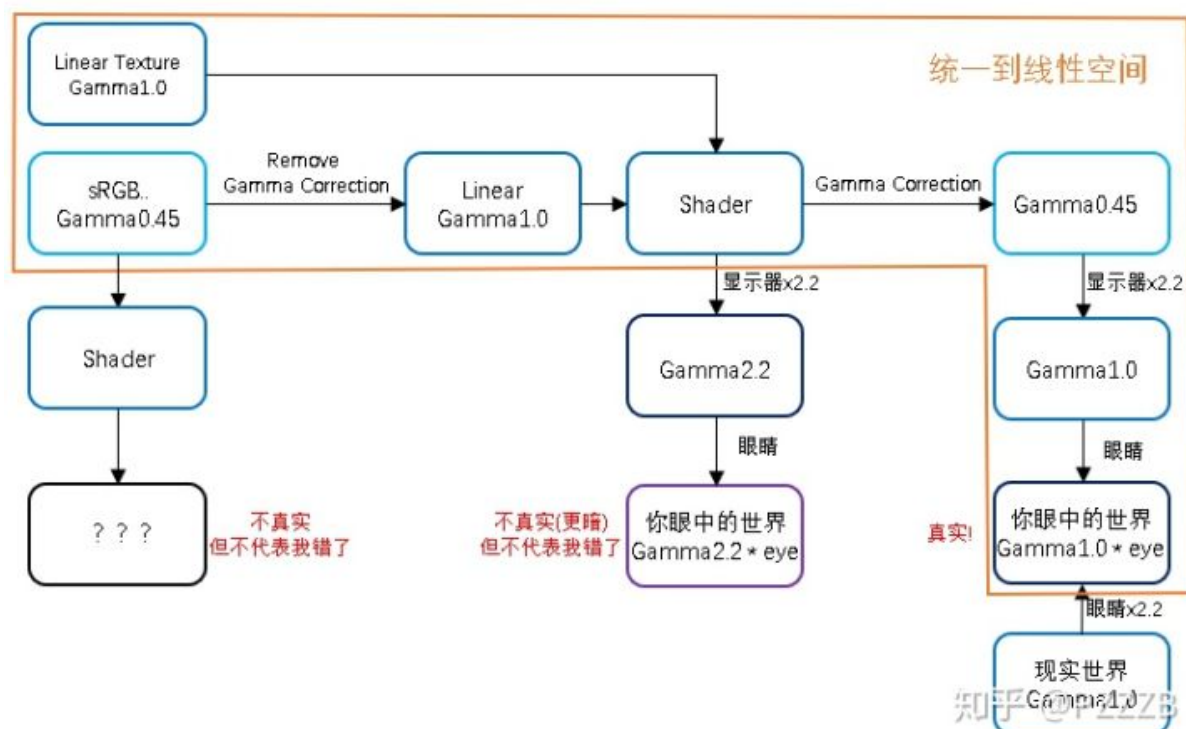 Linear Texture
Gamma1.0
统一到线性空间
sRGB..
Gamma0.45
Remove
Gamma Correction
Linear
Gamma1.0
Shader
Gamma Correction
Gamma0.45
显示器x2.2
显示器x2.2
Shader
Gamma2.2
Gamma1.0
眼睛
眼睛
? ? ?
不真实
但不代表我错了
不真实(更暗)
但不代表我错了
你眼中的世界
Gamma2.2 * eye
真实!
你眼中的世界
Gamma1.0 * eye
眼睛x2.2
现实世界
Gamma1.0
知乎 @PZZZB